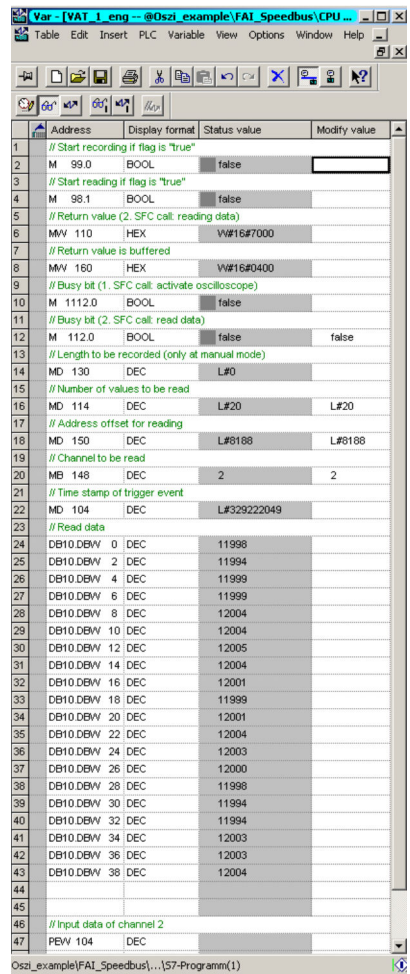 Var - [VAT_1_eng -- @Oszi_example\FAI_Speedbus\CPU ...
Table Edit Insert PLC Variable View Options Window Help
Address Display format Status value Modify value
1 // Start recording if flag is "true"
2 M 99.0 BOOL false
3 // Start reading if flag is "true"
4 M 98.1 BOOL false
5 // Return value (2. SFC call: reading data)
6 MW 110 HEX W#16#7000
7 // Return value is buffered
8 MW 160 HEX W#16#0400
9 // Busy bit (1. SFC call: activate oscilloscope)
10 M 1112.0 BOOL false
11 // Busy bit (2. SFC call: read data)
12 M 112.0 BOOL false false
13 // Length to be recorded (only at manual mode)
14 MD 130 DEC L#0
15 // Number of values to be read
16 MD 114 DEC L#20 L#20
17 // Address offset for reading
18 MD 150 DEC L#8188 L#8188
19 // Channel to be read
20 MB 148 DEC 2 2
21 // Time stamp of trigger event
22 MD 104 DEC L#329222049
23 // Read data
24 DB10.DBW 0 DEC 11998
25 DB10.DBW 2 DEC 11994
26 DB10.DBW 4 DEC 11999
27 DB10.DBW 6 DEC 11999
28 DB10.DBW 8 DEC 12004
29 DB10.DBW 10 DEC 12004
30 DB10.DBW 12 DEC 12005
31 DB10.DBW 14 DEC 12004
32 DB10.DBW 16 DEC 12001
33 DB10.DBW 18 DEC 11999
34 DB10.DBW 20 DEC 12001
35 DB10.DBW 22 DEC 12004
36 DB10.DBW 24 DEC 12003
37 DB10.DBW 26 DEC 12000
38 DB10.DBW 28 DEC 11998
39 DB10.DBW 30 DEC 11994
40 DB10.DBW 32 DEC 11994
41 DB10.DBW 34 DEC 12003
42 DB10.DBW 36 DEC 12003
43 DB10.DBW 38 DEC 12004
44
45
46 // Input data of channel 2
47 PEW 104 DEC
Oszi_example\FAI_Speedbus\...\S7-Programm(1)